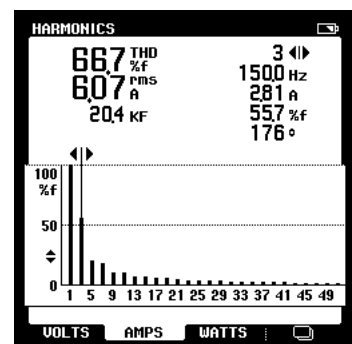 HARMONICS
66.7 THD %f
6.07 rms A
20.4 KF
3
150.0 Hz
2.81 A
55.7 %f
176 °
100
%f
50
0
1 5 9 13 17 21 25 29 33 37 41 45 49
VOLTS AMPS WATTS